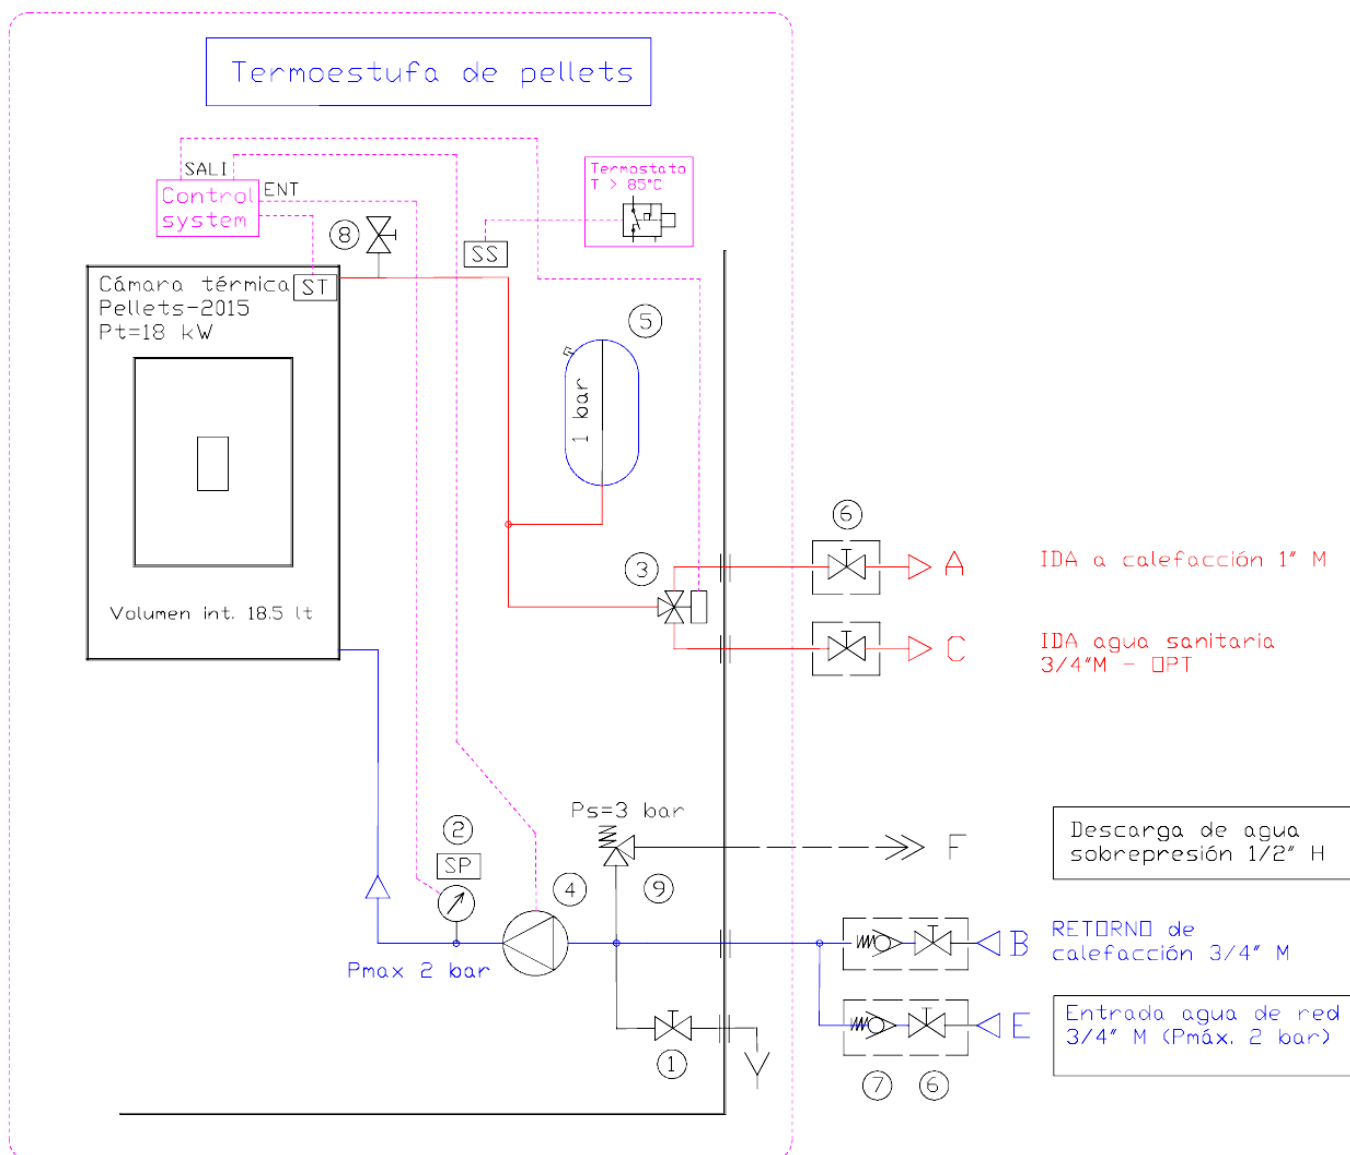 Termoestufa de pellets
SALI
ENT
Control
system
Termostato
T > 85°C
8
SS
ST
Cámara térmica
Pellets-2015
Pt=18 kW
5
1 bar
Volumen int. 18.5 lt
6
3
A
IDA a calefacción 1" M
C
IDA agua sanitaria
3/4"M - OPT
Ps=3 bar
2
SP
4
9
F
Descarga de agua
sobrepresión 1/2" H
Pmax 2 bar
B
RETORNO de
calefacción 3/4" M
E
Entrada agua de red
3/4" M (Pmáx. 2 bar)
1
7
6